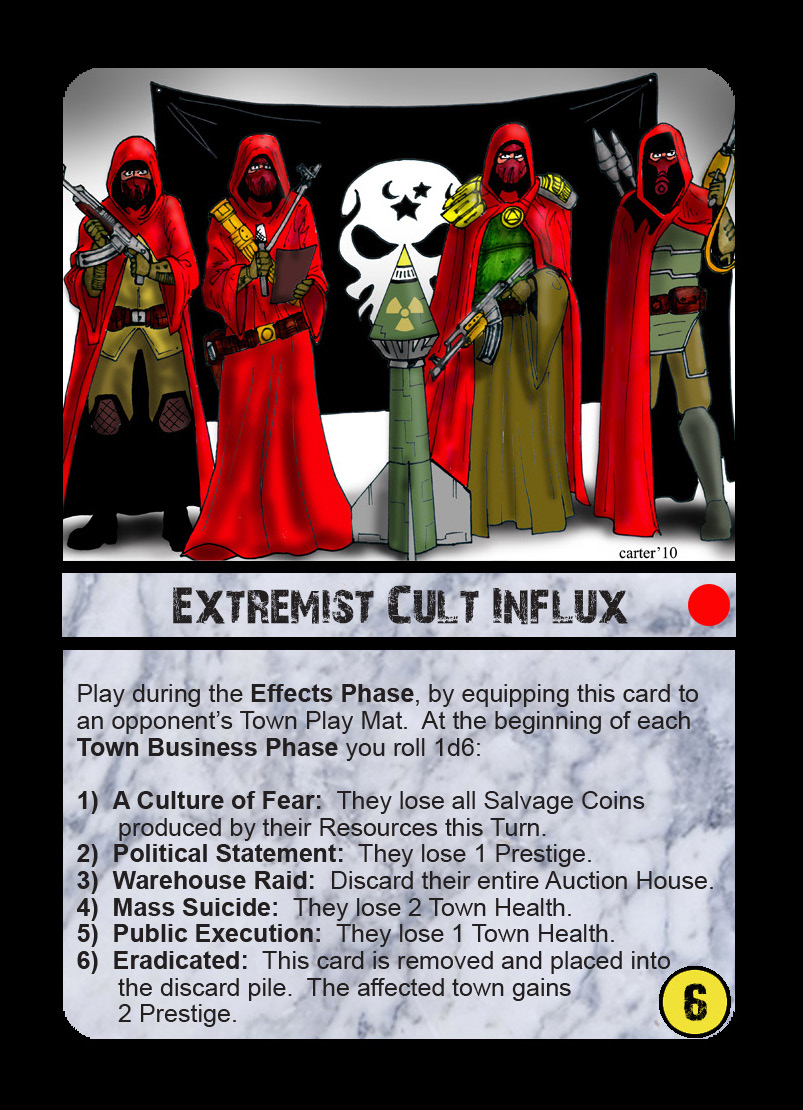 carter'10
Extremist Cult Influx
Play during the Effects Phase, by equipping this card to
an opponent's Town Play Mat.  At the beginning of each
Town Business Phase you roll 1d6:
1)  A Culture of Fear:  They lose all Salvage Coins
produced by their Resources this Turn.
2)  Political Statement:  They lose 1 Prestige.
3)  Warehouse Raid:  Discard their entire Auction House.
4)  Mass Suicide:  They lose 2 Town Health.
5)  Public Execution:  They lose 1 Town Health.
6)  Eradicated:  This card is removed and placed into
the discard pile.  The affected town gains
2 Prestige.
6